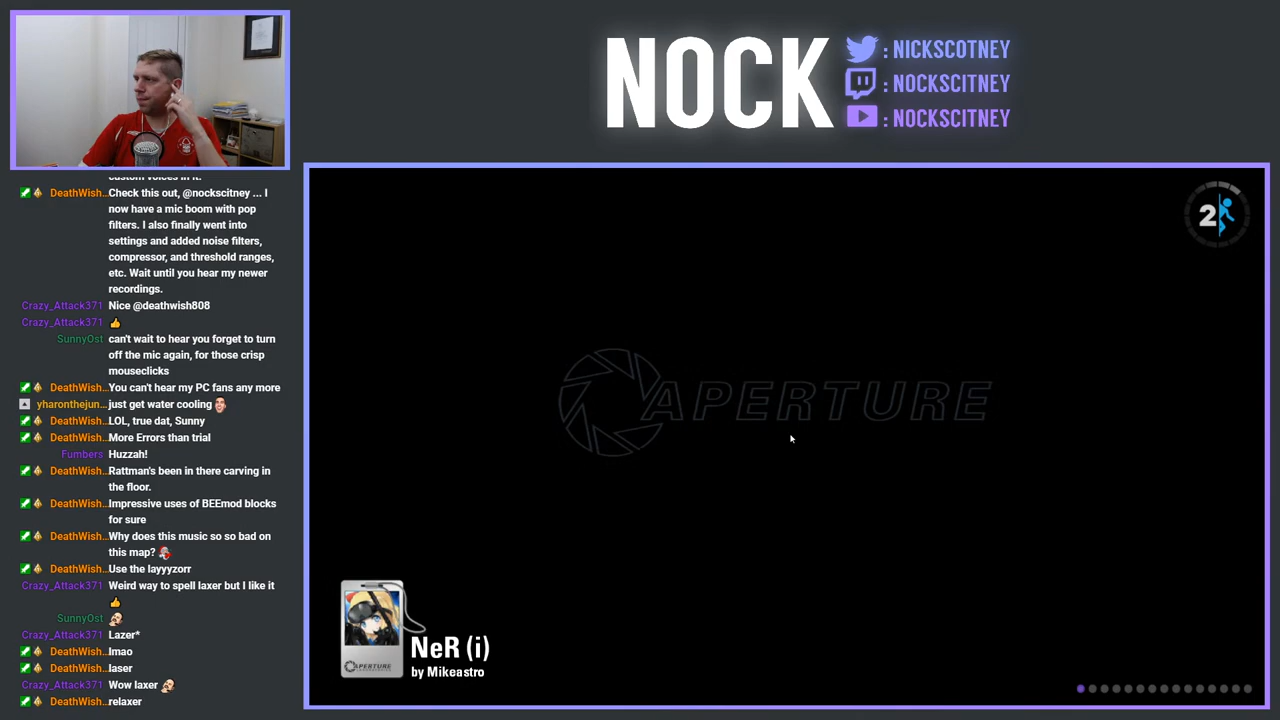 NOCK
: NICKSCOTNEY
: NOCKSCITNEY
: NOCKSCITNEY
custom voices in it.
DeathWish... Check this out, @nockscitney ... I
now have a mic boom with pop
filters. I also finally went into
settings and added noise filters,
compressor, and threshold ranges,
etc. Wait until you hear my newer
recordings.
Crazy_Attack371 Nice @deathwish808
Crazy_Attack371
SunnyOst can't wait to hear you forget to turn
off the mic again, for those crisp
mouseclicks
DeathWish... You can't hear my PC fans any more
yharonthejun... just get water cooling
DeathWish... LOL, true dat, Sunny
DeathWish... More Errors than trial
Fumbers Huzzah!
DeathWish... Rattman's been in there carving in
the floor.
DeathWish... Impressive uses of BEEmod blocks
for sure
DeathWish... Why does this music so so bad on
this map?
DeathWish... Use the layyyzorr
Crazy_Attack371 Weird way to spell laxer but I like it
SunnyOst
Crazy_Attack371 Lazer*
DeathWish... lmao
DeathWish... laser
Crazy_Attack371 Wow laxer
DeathWish... relaxer
2
APERTURE
APERTURE
NeR (i)
by Mikeastro